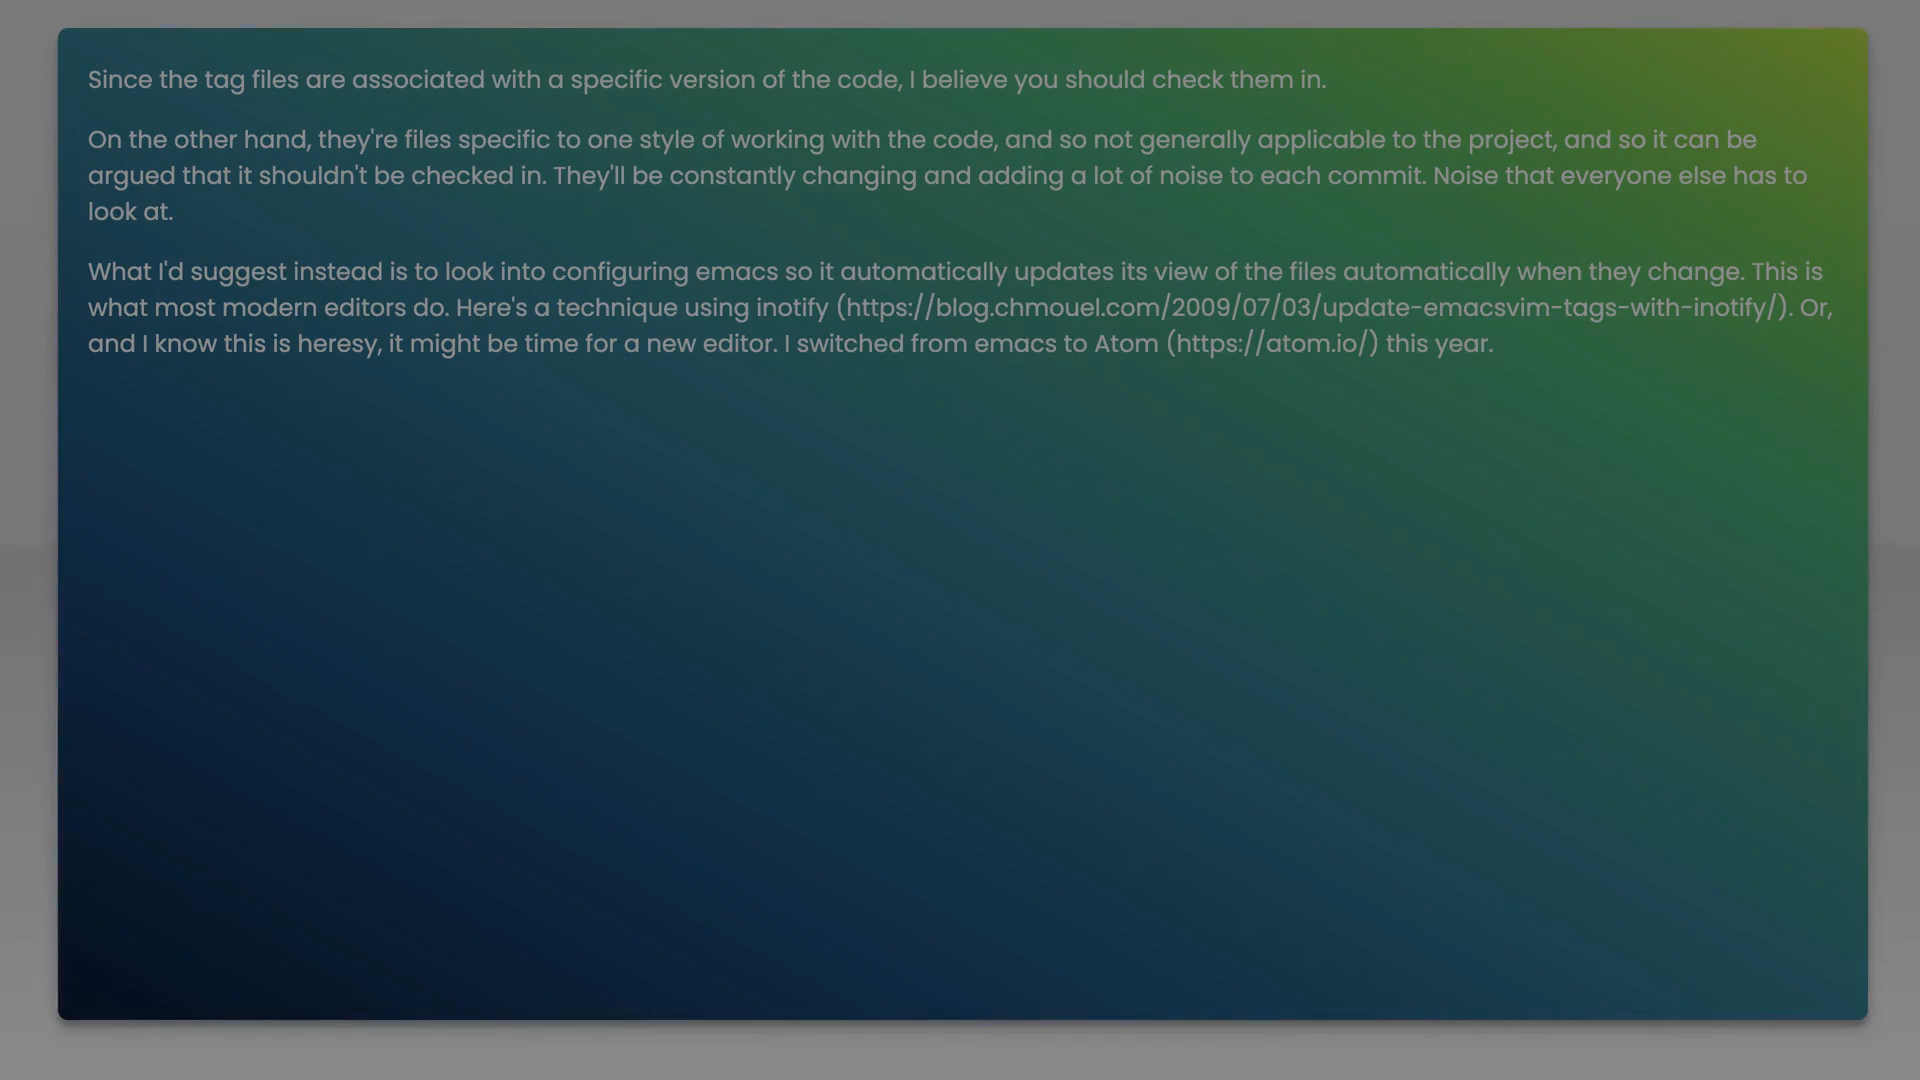 Since the tag files are associated with a specific version of the code, I believe you should check them in.
On the other hand, they're files specific to one style of working with the code, and so not generally applicable to the project, and so it can be
argued that it shouldn't be checked in. They'll be constantly changing and adding a lot of noise to each commit. Noise that everyone else has to
look at.
What I'd suggest instead is to look into configuring emacs so it automatically updates its view of the files automatically when they change. This is
what most modern editors do. Here's a technique using inotify (https://blog.chmouel.com/2009/07/03/update-emacsvim-tags-with-inotify/). Or,
and I know this is heresy, it might be time for a new editor. I switched from emacs to Atom (https://atom.io/) this year.